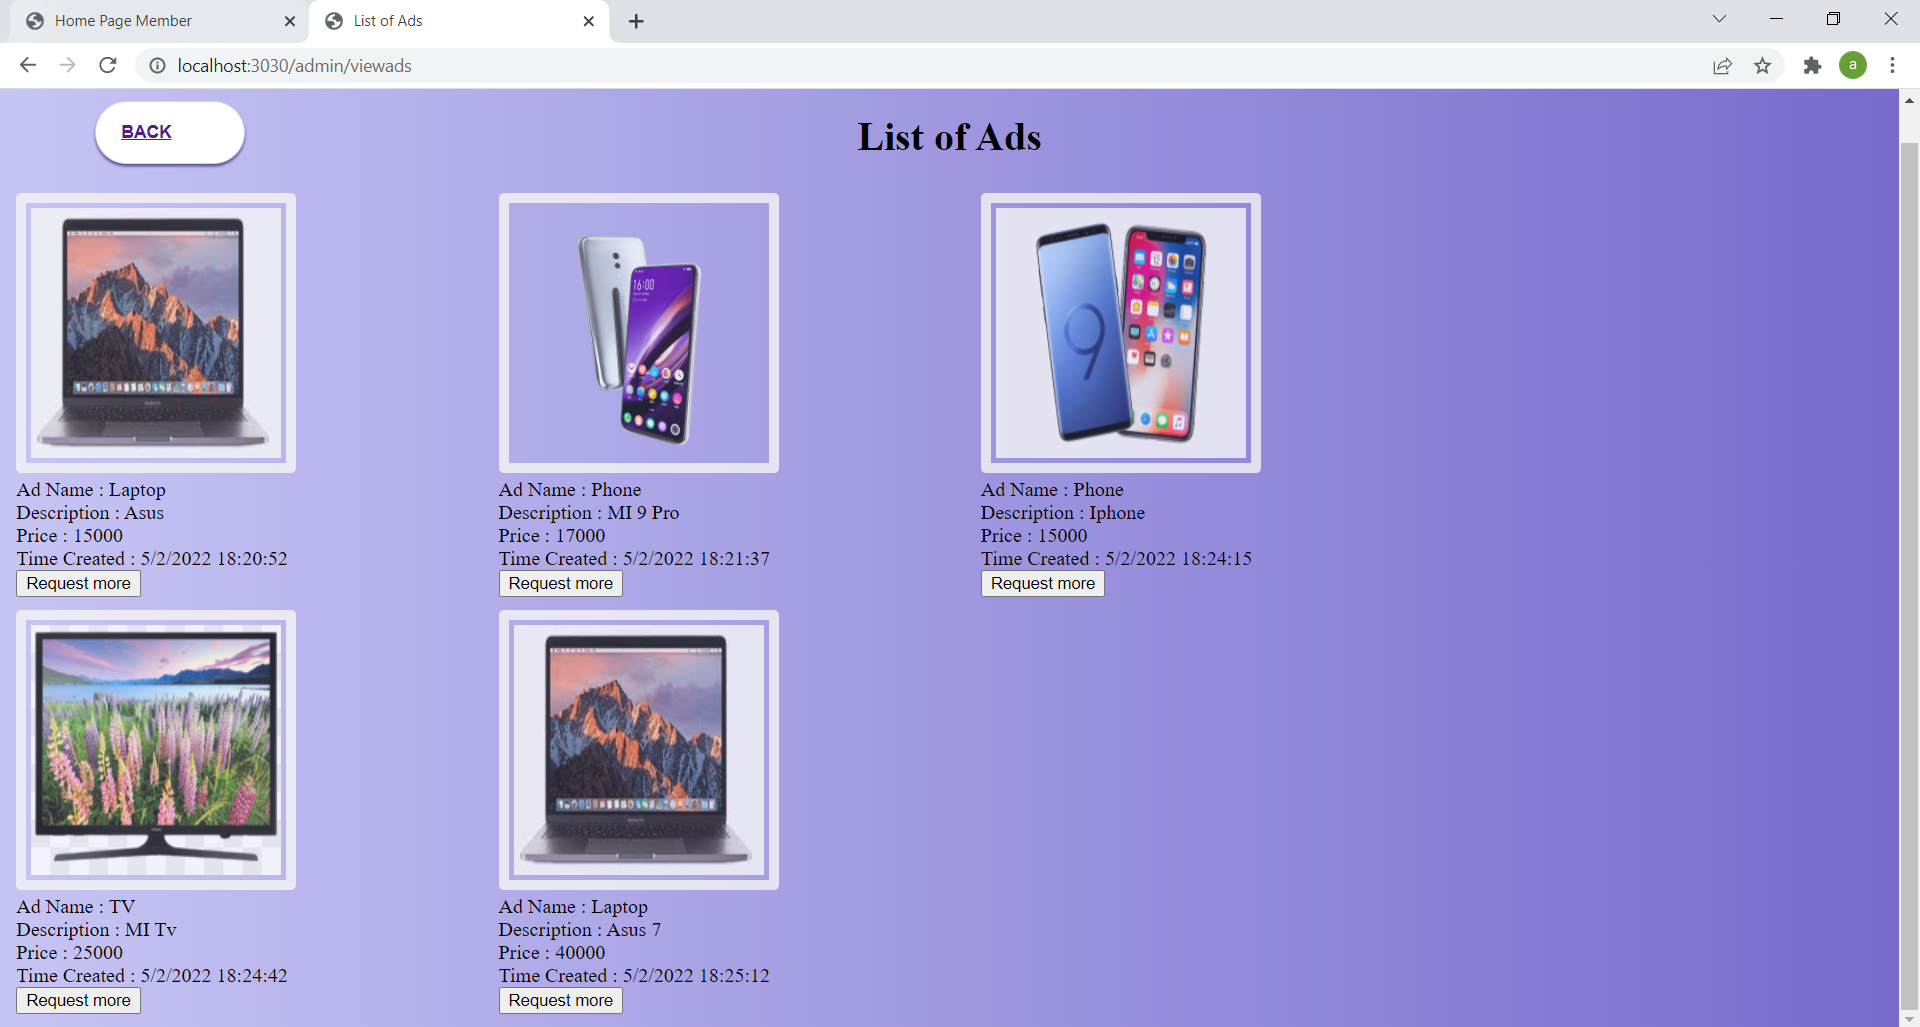 Home Page Member
List of Ads
localhost:3030/admin/viewads
a
BACK
List of Ads
16:00
9
Ad Name : Laptop
Description : Asus
Price : 15000
Time Created : 5/2/2022 18:20:52
Request more
Ad Name : Phone
Description : MI 9 Pro
Price : 17000
Time Created : 5/2/2022 18:21:37
Request more
Ad Name : Phone
Description : Iphone
Price : 15000
Time Created : 5/2/2022 18:24:15
Request more
Ad Name : TV
Description : MI Tv
Price : 25000
Time Created : 5/2/2022 18:24:42
Request more
Ad Name : Laptop
Description : Asus 7
Price : 40000
Time Created : 5/2/2022 18:25:12
Request more